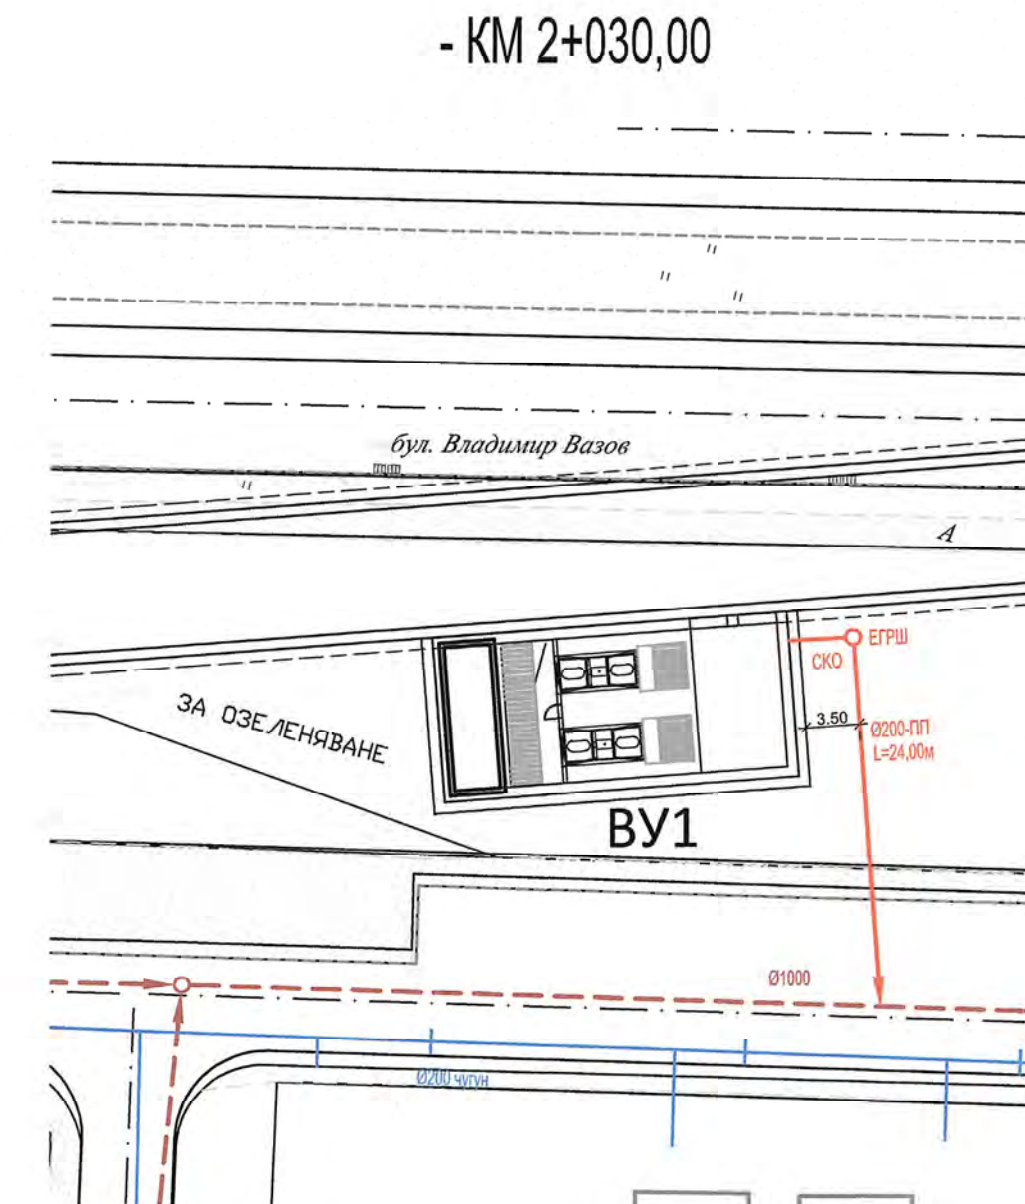 - КМ 2+030,00
бул. Владимир Вазов
А
ЕГРШ
СКО
ЗА ОЗЕЛЕНЯВАНЕ
3.50
Ø200-ПП
L=24,00м
ВУ1
Ø1000
Ø200 чугун